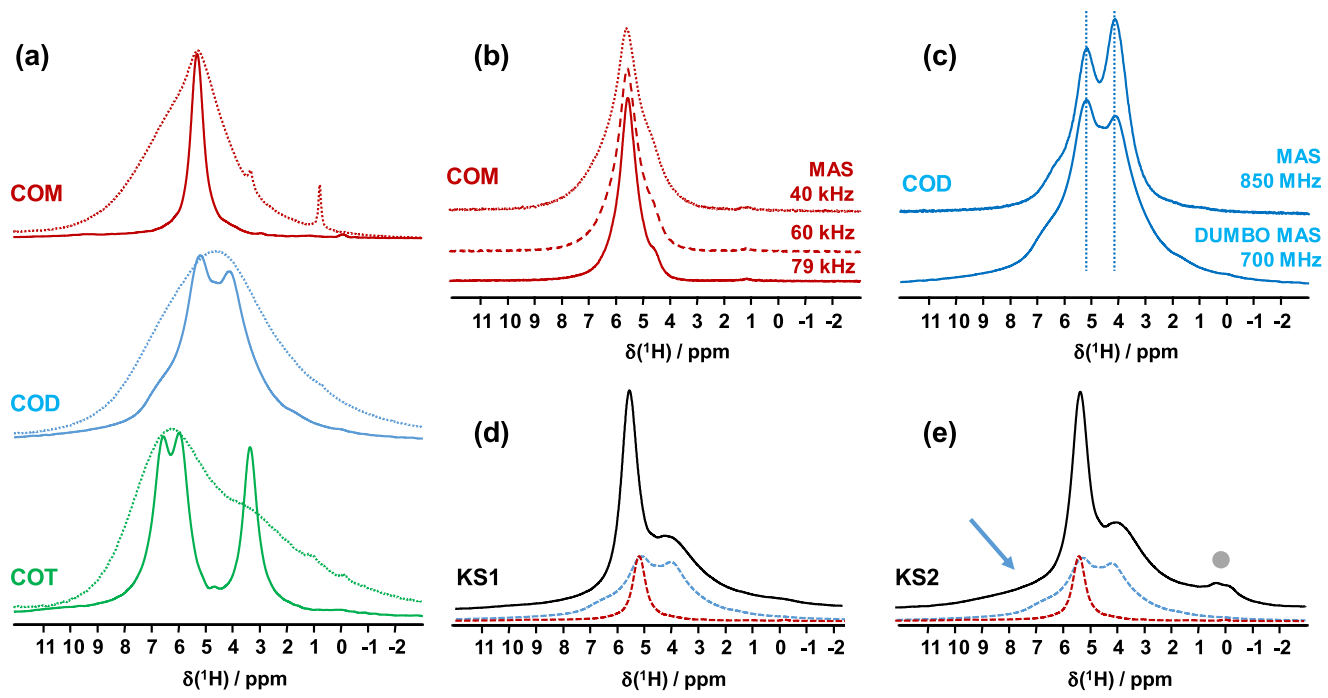 (a)
COM
COD
COT
11 10 9 8 7 6 5 4 3 2 1 0 -1 -2
δ(¹H) / ppm
(b)
COM
MAS
40 kHz
60 kHz
79 kHz
11 10 9 8 7 6 5 4 3 2 1 0 -1 -2
δ(¹H) / ppm
(c)
COD
MAS
850 MHz
DUMBO MAS
700 MHz
11 10 9 8 7 6 5 4 3 2 1 0 -1 -2
δ(¹H) / ppm
(d)
KS1
11 10 9 8 7 6 5 4 3 2 1 0 -1 -2
δ(¹H) / ppm
(e)
KS2
11 10 9 8 7 6 5 4 3 2 1 0 -1 -2
δ(¹H) / ppm